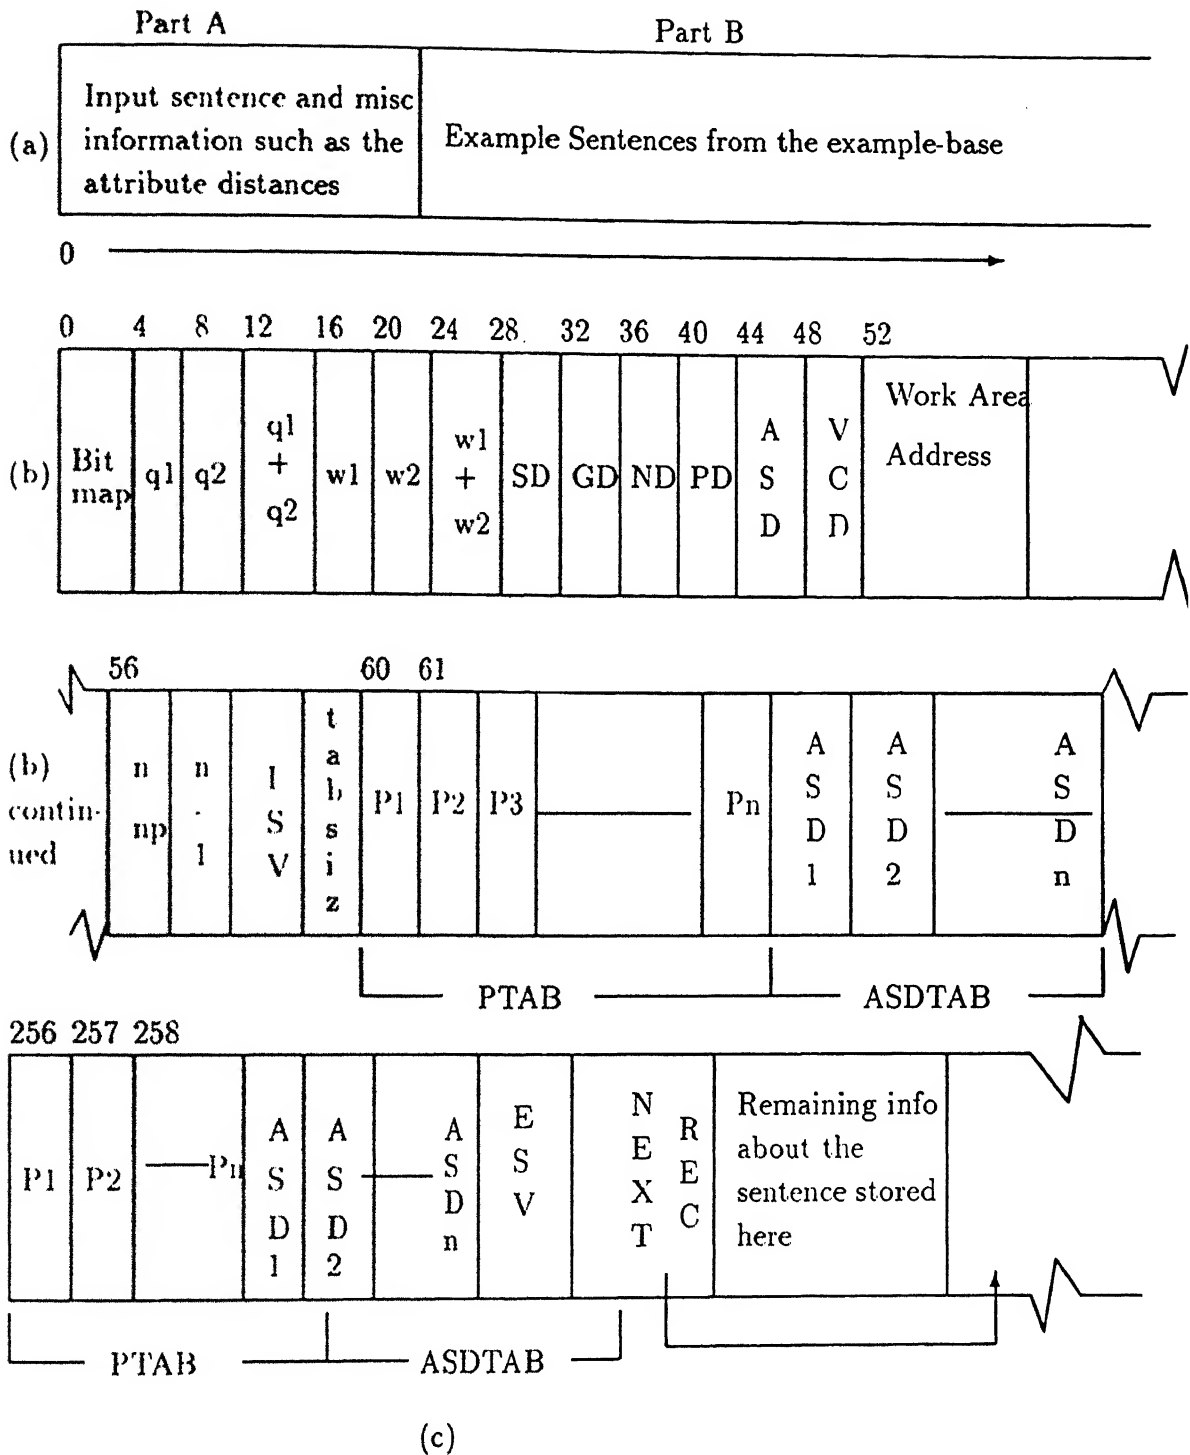 Part A
Part B
(a)
Input sentence and misc
information such as the
attribute distances
Example Sentences from the example-base
0
0 4 8 12 16 20 24 28 32 36 40 44 48 52
(b)
Bit
map
q1
q2
q1
+
q2
w1
w2
w1
+
w2
SD
GD
ND
PD
A
S
D
V
C
D
Work Area
Address
56 60 61
(b)
contin-
ued
n
np
n
-
1
I
S
V
t
a
b
s
i
z
P1
P2
P3
Pn
A
S
D
1
A
S
D
2
A
S
D
n
PTAB
ASDTAB
256 257 258
P1
P2
Pn
A
S
D
1
A
S
D
2
A
S
D
n
E
S
V
N
E
X
T
R
E
C
Remaining info
about the
sentence stored
here
PTAB
ASDTAB
(c)